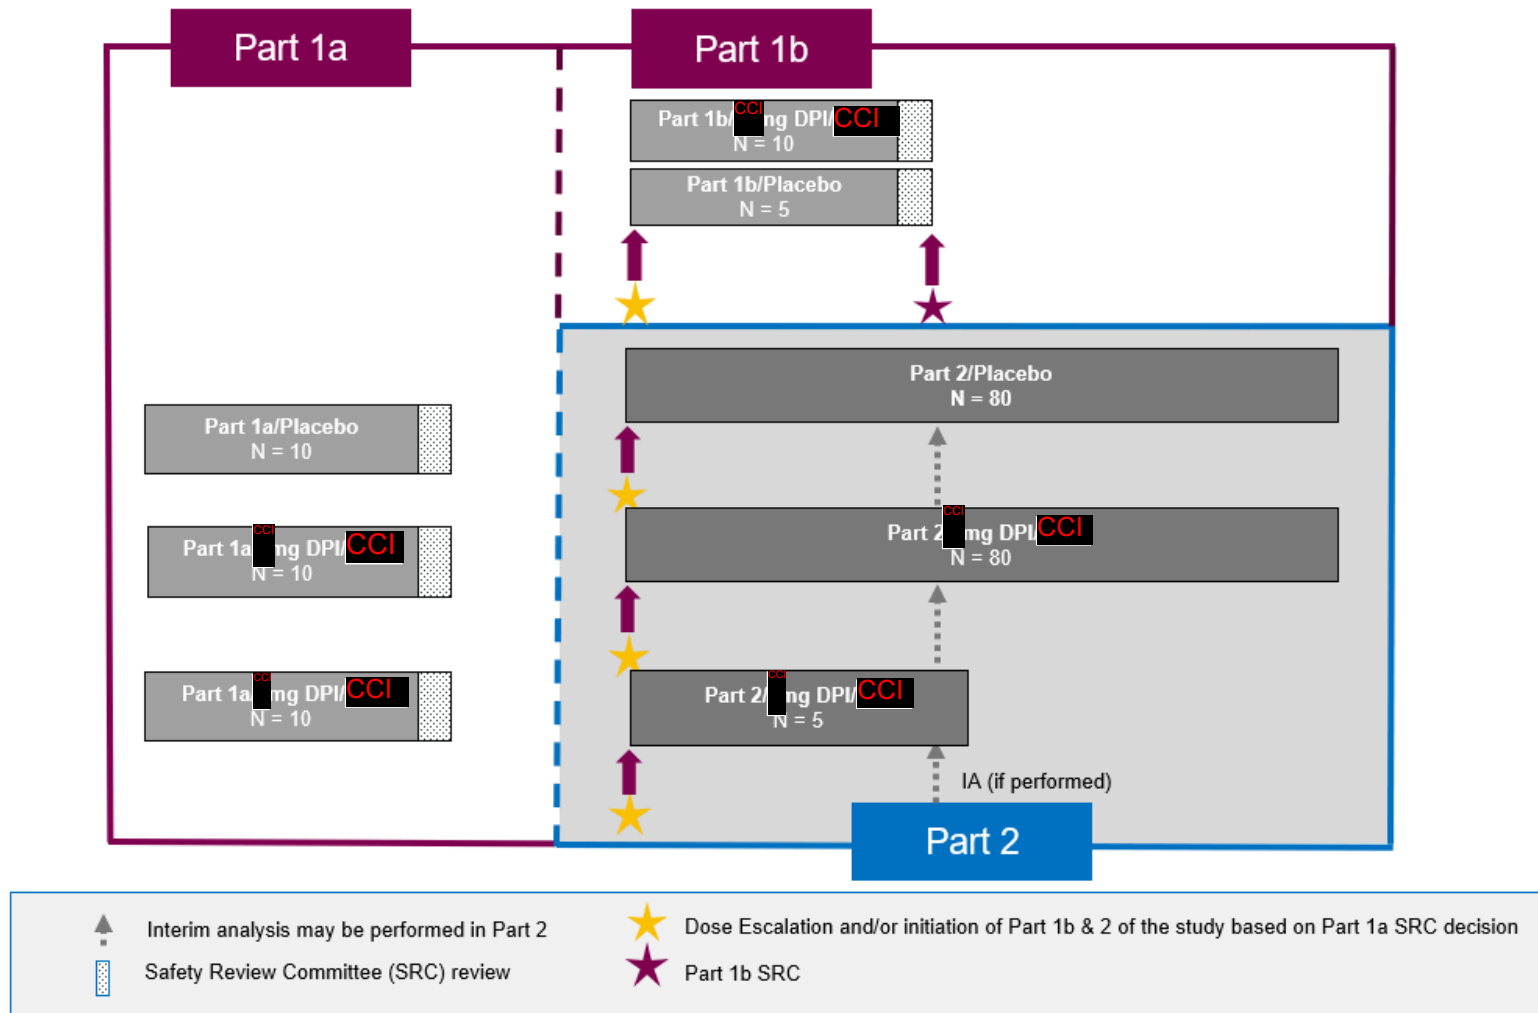 Part 1a
Part 1b
Part 1b/ CCI mg DPI/ CCI
N = 10
Part 1b/Placebo
N = 5
Part 2/Placebo
N = 80
Part 1a/Placebo
N = 10
Part 1a CCI mg DPI/ CCI
N = 10
Part 2 CCI mg DPI/ CCI
N = 80
Part 1a/ CCI mg DPI/ CCI
N = 10
Part 2/ CCI mg DPI/ CCI
N = 5
IA (if performed)
Part 2
Interim analysis may be performed in Part 2
Safety Review Committee (SRC) review
Dose Escalation and/or initiation of Part 1b & 2 of the study based on Part 1a SRC decision
Part 1b SRC